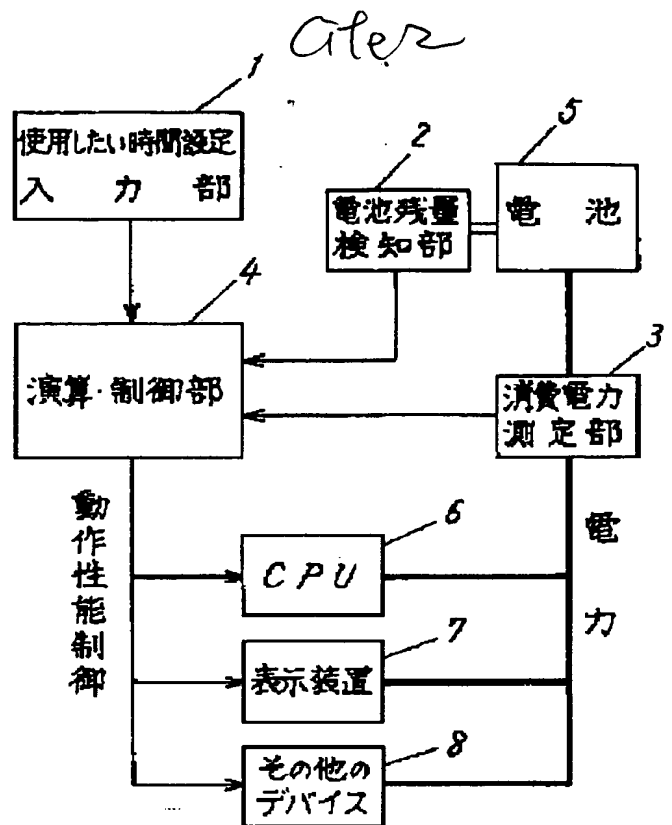 1
使用したい時間設定
入力部
2
電池残量
検知部
5
電池
4
演算・制御部
3
消費電力
測定部
動作性能制御
電力
6
CPU
7
表示装置
8
その他の
デバイス